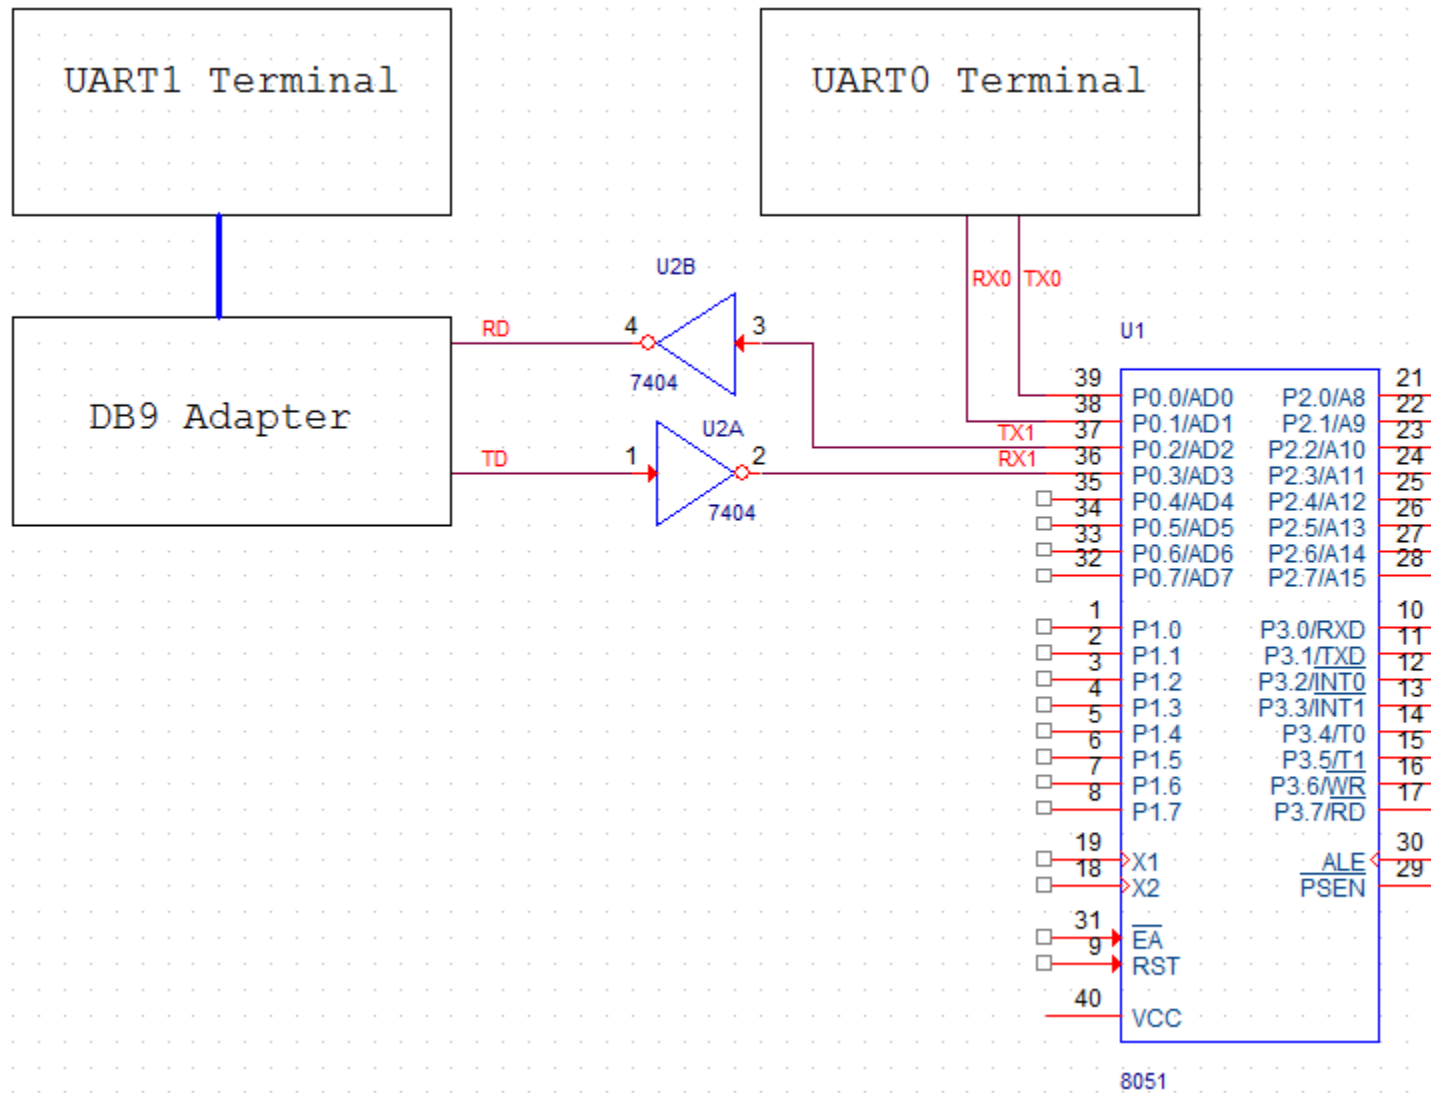 UART1 Terminal
UART0 Terminal
RX0 TX0
U2B
RD 4 3
7404
DB9 Adapter
U2A
TD 1 2
7404
TX1
RX1
U1
39 P0.0/AD0 P2.0/A8 21
38 P0.1/AD1 P2.1/A9 22
37 P0.2/AD2 P2.2/A10 23
36 P0.3/AD3 P2.3/A11 24
35 P0.4/AD4 P2.4/A12 25
34 P0.5/AD5 P2.5/A13 26
33 P0.6/AD6 P2.6/A14 27
32 P0.7/AD7 P2.7/A15 28
1 P1.0 P3.0/RXD 10
2 P1.1 P3.1/TXD 11
3 P1.2 P3.2/INT0 12
4 P1.3 P3.3/INT1 13
5 P1.4 P3.4/T0 14
6 P1.5 P3.5/T1 15
7 P1.6 P3.6/WR 16
8 P1.7 P3.7/RD 17
19 X1 ALE 30
18 X2 PSEN 29
31 EA
9 RST
40 VCC
8051